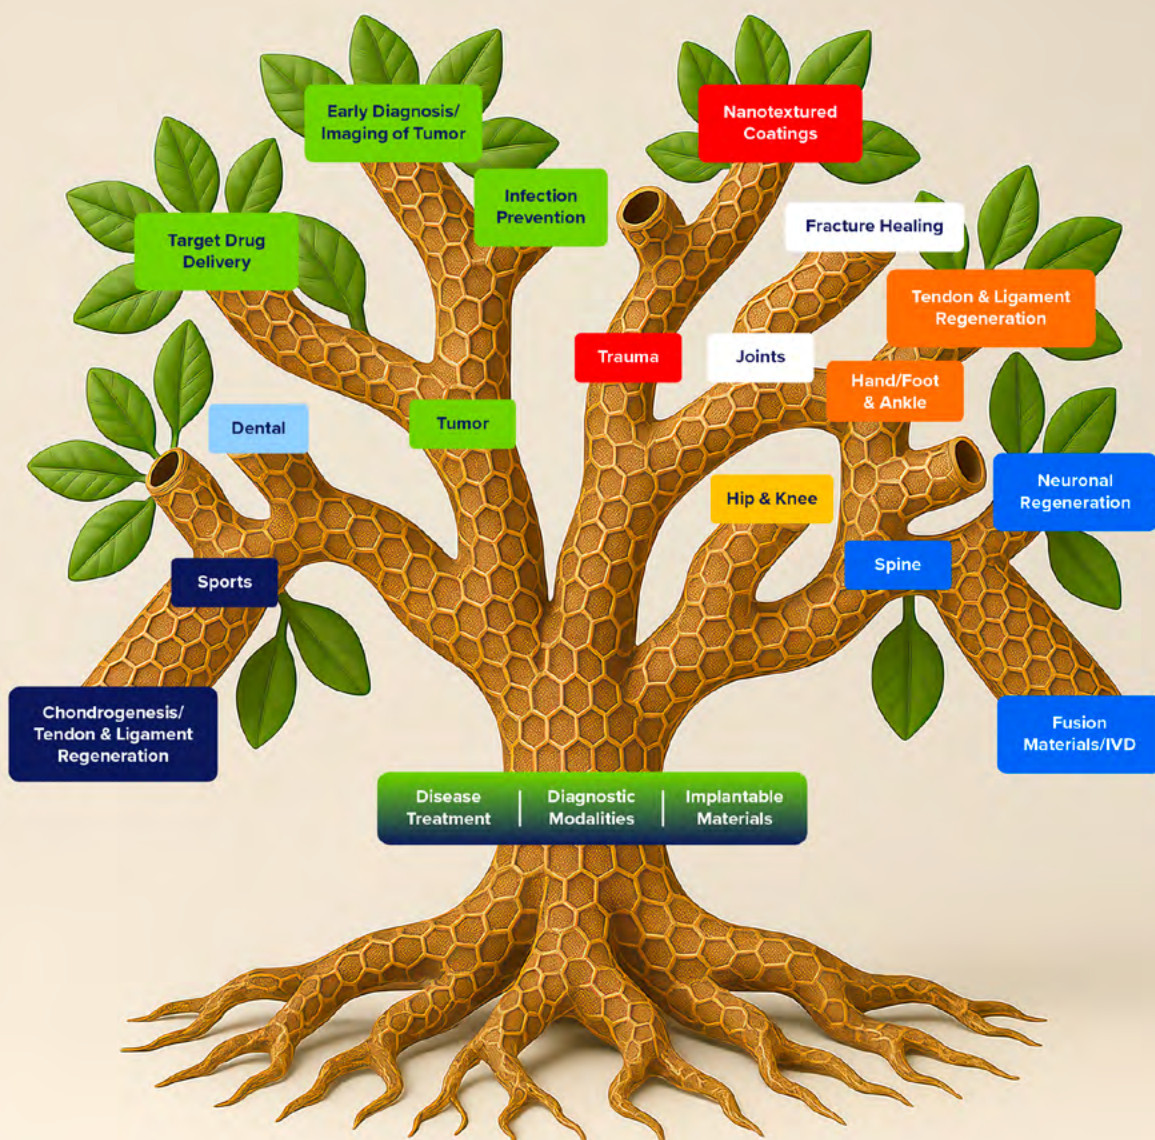 Early Diagnosis/
Imaging of Tumor
Nanotextured
Coatings
Infection
Prevention
Fracture Healing
Target Drug
Delivery
Tendon & Ligament
Regeneration
Trauma
Joints
Hand/Foot
& Ankle
Dental
Tumor
Hip & Knee
Neuronal
Regeneration
Sports
Spine
Chondrogenesis/
Tendon & Ligament
Regeneration
Fusion
Materials/IVD
Disease
Treatment
Diagnostic
Modalities
Implantable
Materials